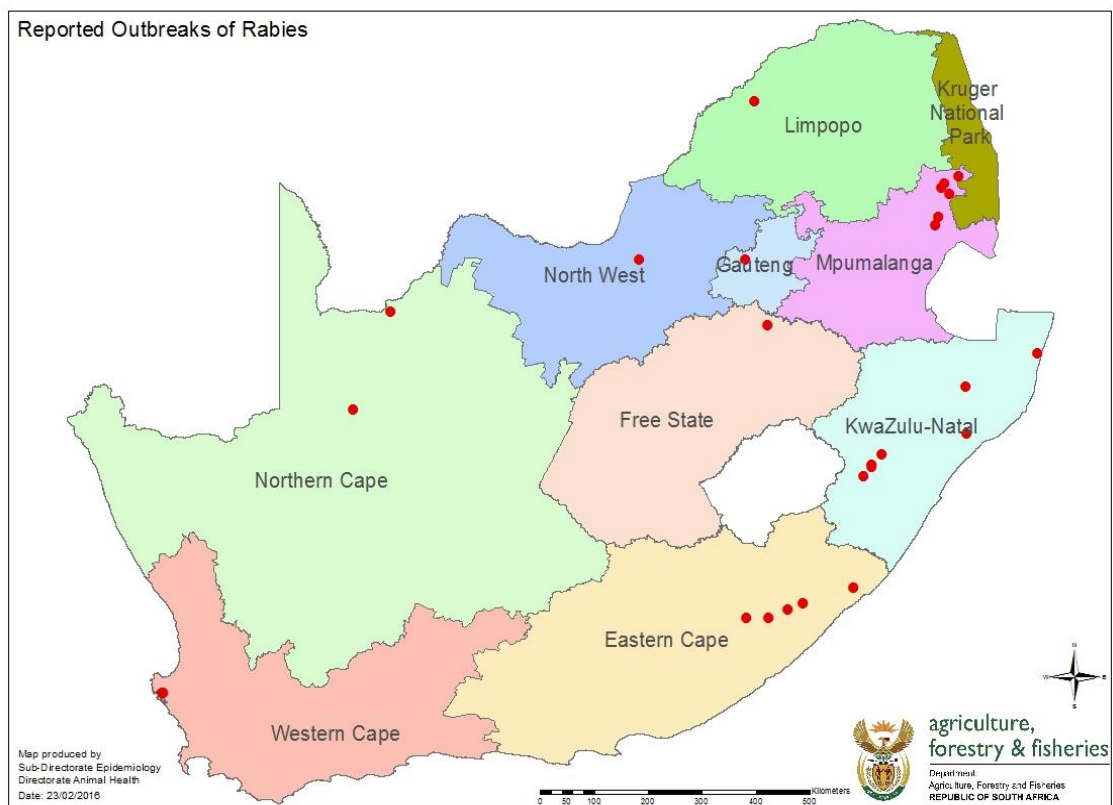 Reported Outbreaks of Rabies
Kruger
National
Park
Limpopo
North West
Gauteng
Mpumalanga
Free State
KwaZulu-Natal
Northern Cape
Eastern Cape
Western Cape
N
W
E
S
agriculture,
forestry & fisheries
Department:
Agriculture, Forestry and Fisheries
REPUBLIC OF SOUTH AFRICA
Map produced by
Sub-Directorate Epidemiology
Directorate Animal Health
Date: 23/02/2016
Kilometers
0 50 100 200 300 400 500